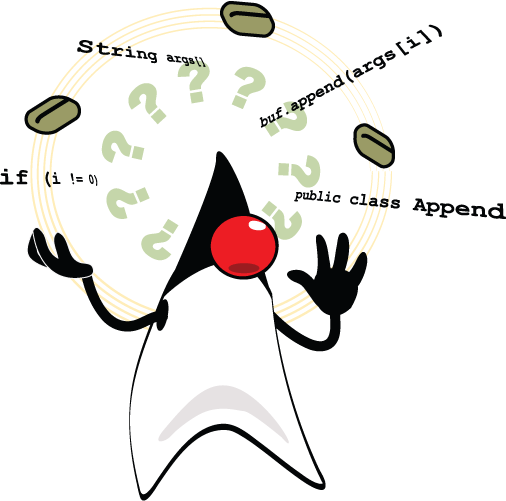 String args[]
buf.append(args[i])
if (i != 0)
public class Append
? ? ? ? ? ? ? ? ? ?